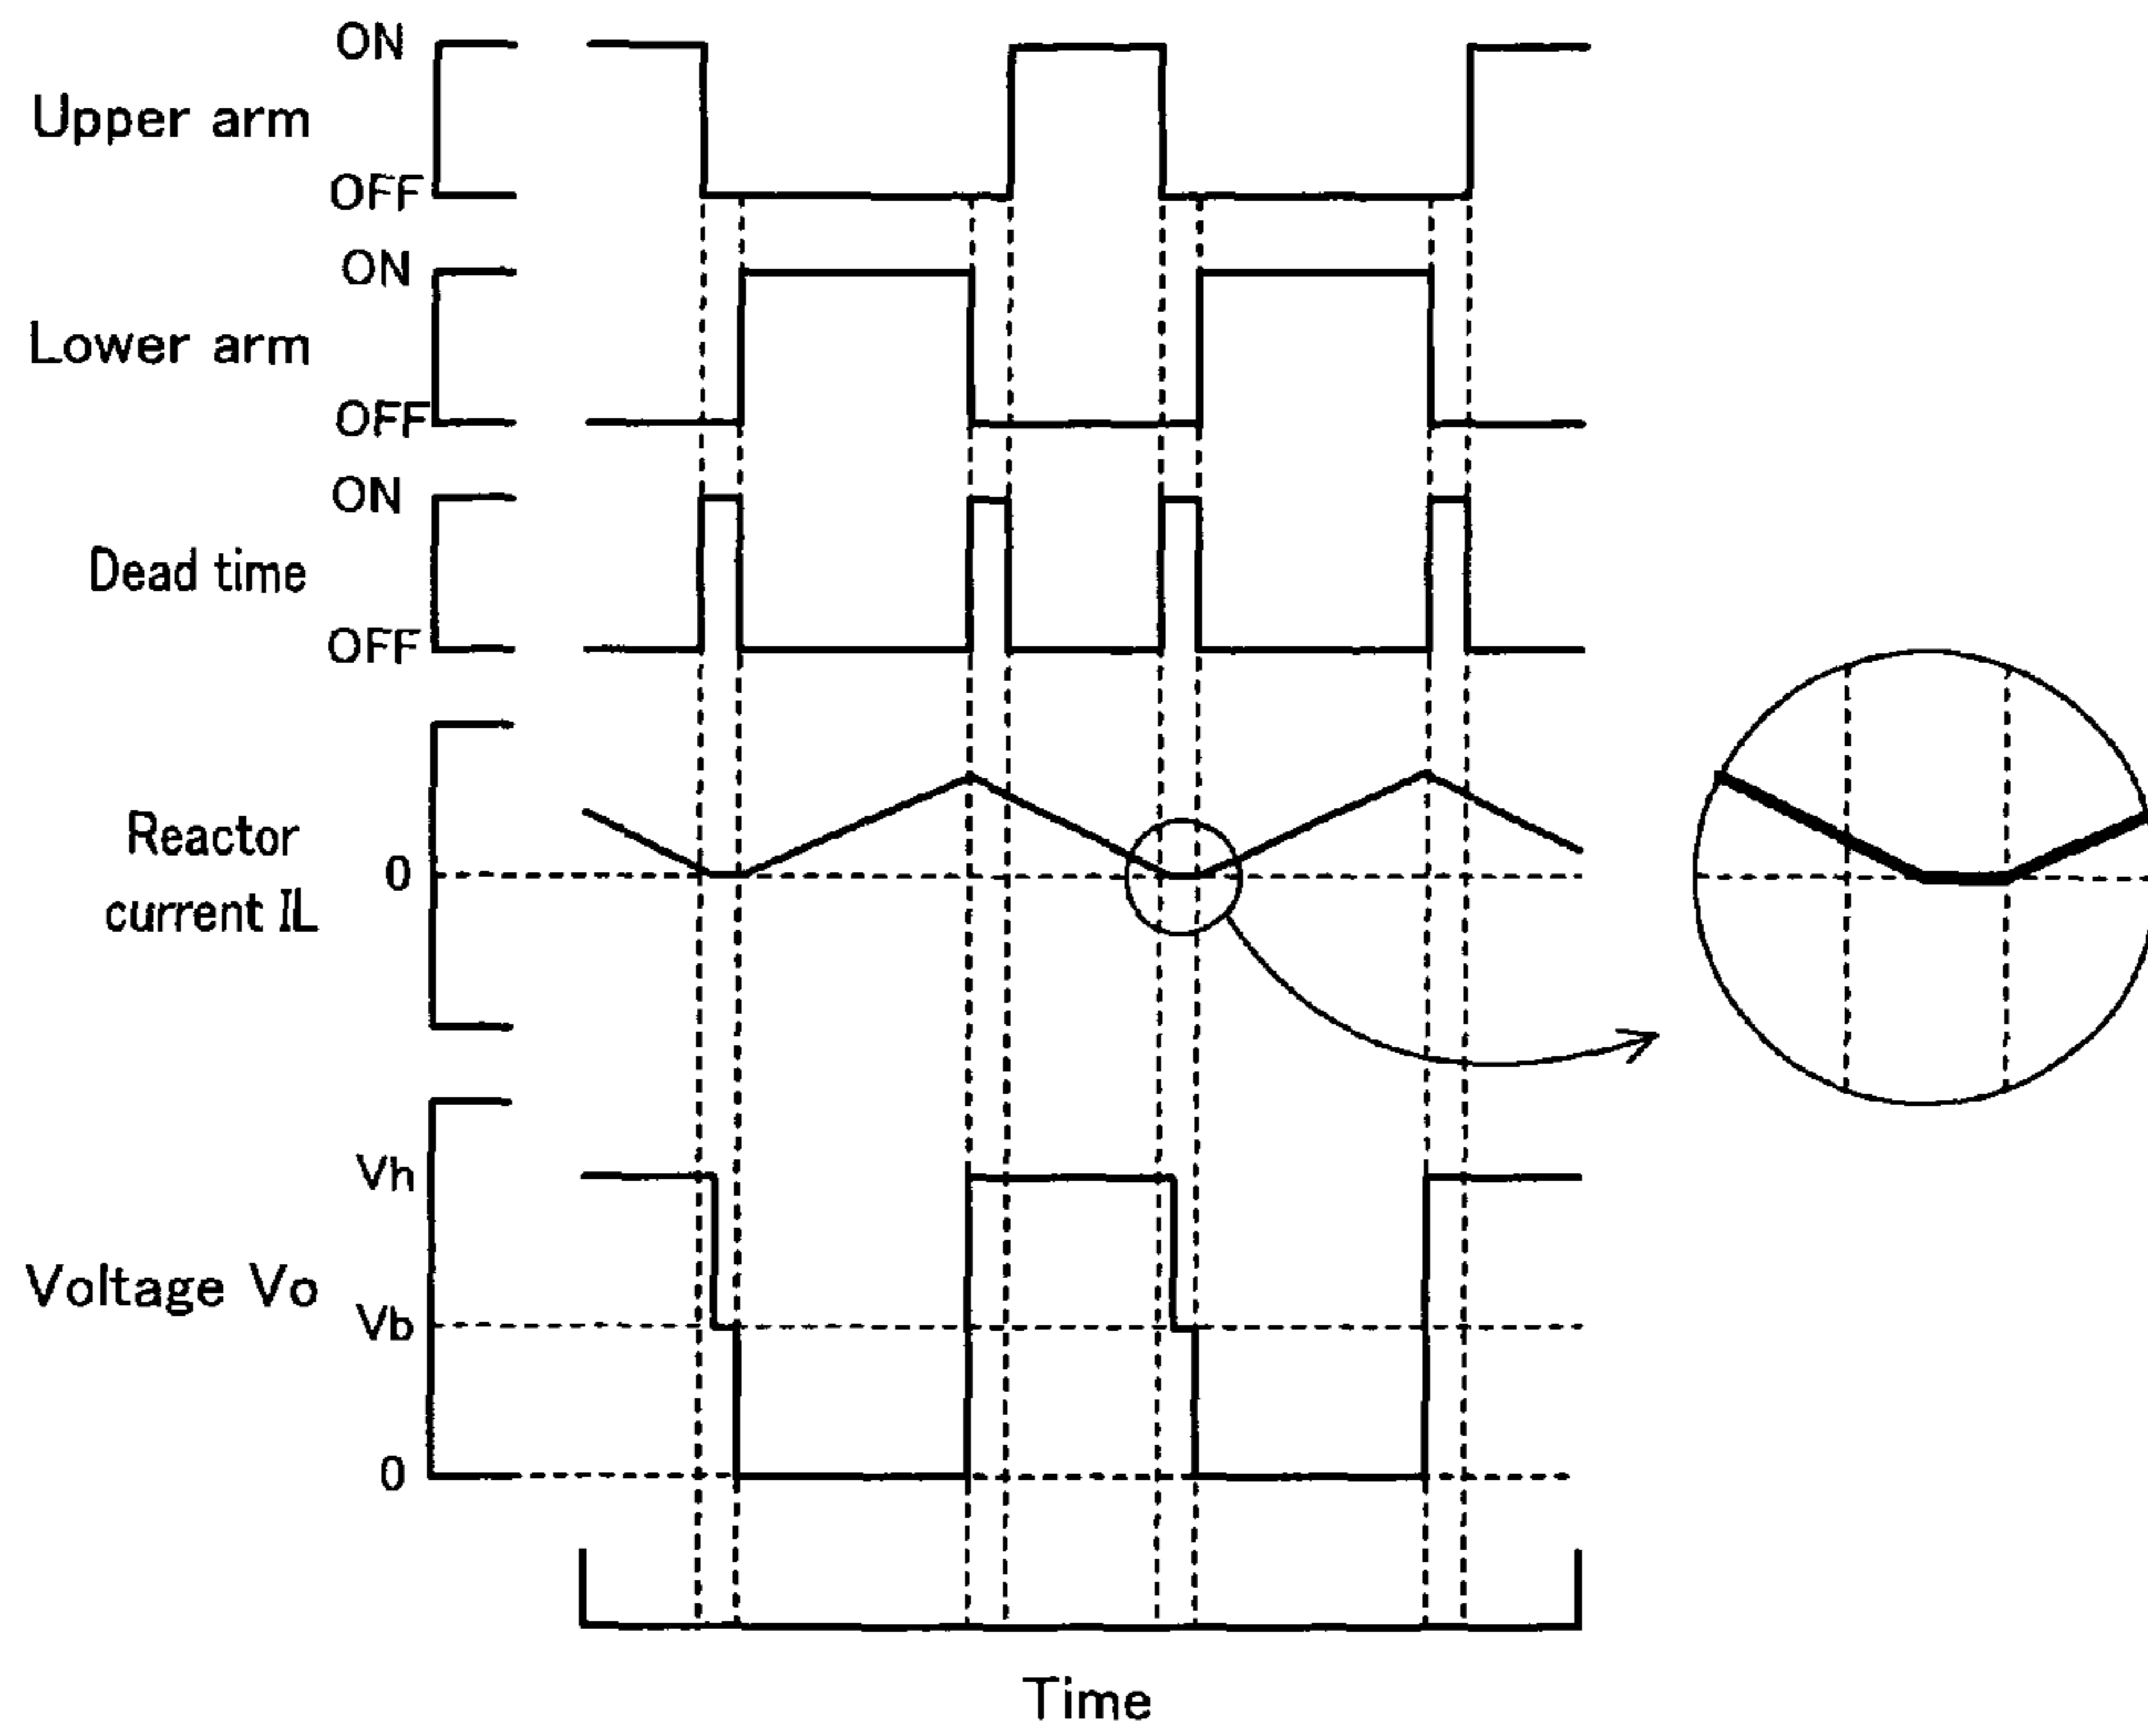 ON
Upper arm
OFF
ON
Lower arm
OFF
ON
Dead time
OFF
Reactor
0
current IL
Vh
Voltage Vo
Vb
0
Time